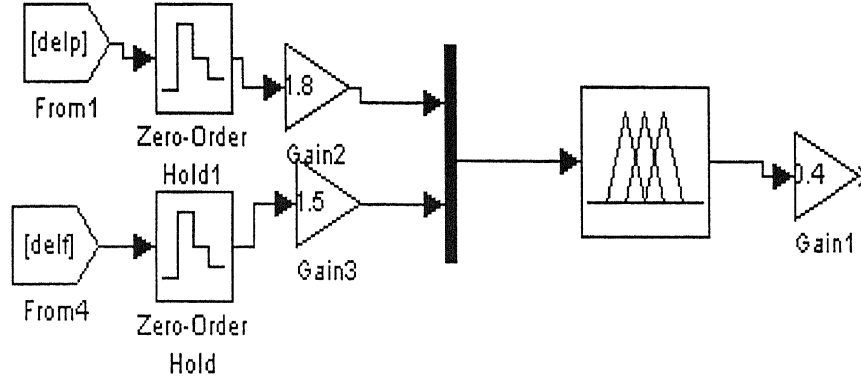 [delp]
From1
Zero-Order
Hold1
1.8
Gain2
[delf]
From4
Zero-Order
Hold
1.5
Gain3
0.4
Gain1